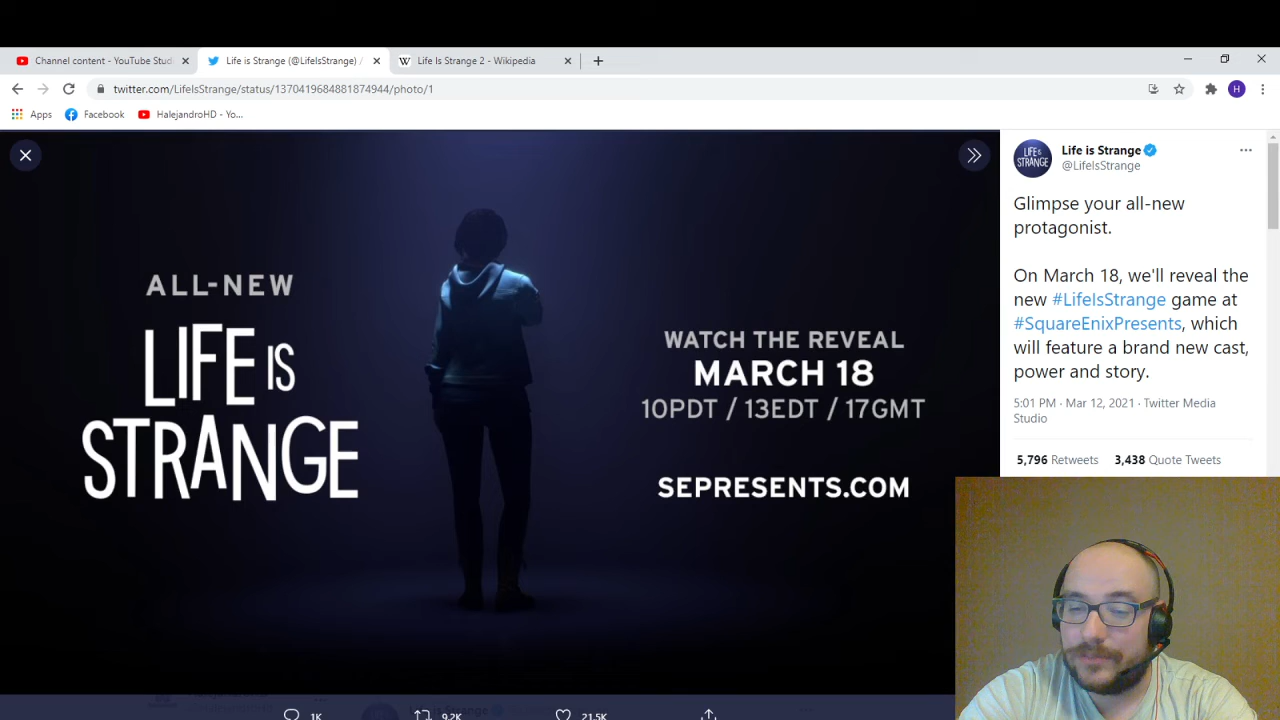 Channel content - YouTube Studi
Life is Strange (@LifeIsStrange) /
Life Is Strange 2 - Wikipedia
twitter.com/LifeIsStrange/status/1370419684881874944/photo/1
H
Apps
Facebook
HalejandroHD - Yo...
ALL-NEW
LIFE IS
STRANGE
WATCH THE REVEAL
MARCH 18
10PDT / 13EDT / 17GMT
SEPRESENTS.COM
1K
9.2K
21.5K
LIFE IS
STRANGE
Life is Strange
@LifeIsStrange
Glimpse your all-new
protagonist.
On March 18, we'll reveal the
new #LifeIsStrange game at
#SquareEnixPresents, which
will feature a brand new cast,
power and story.
5:01 PM · Mar 12, 2021 · Twitter Media
Studio
5,796 Retweets 3,438 Quote Tweets